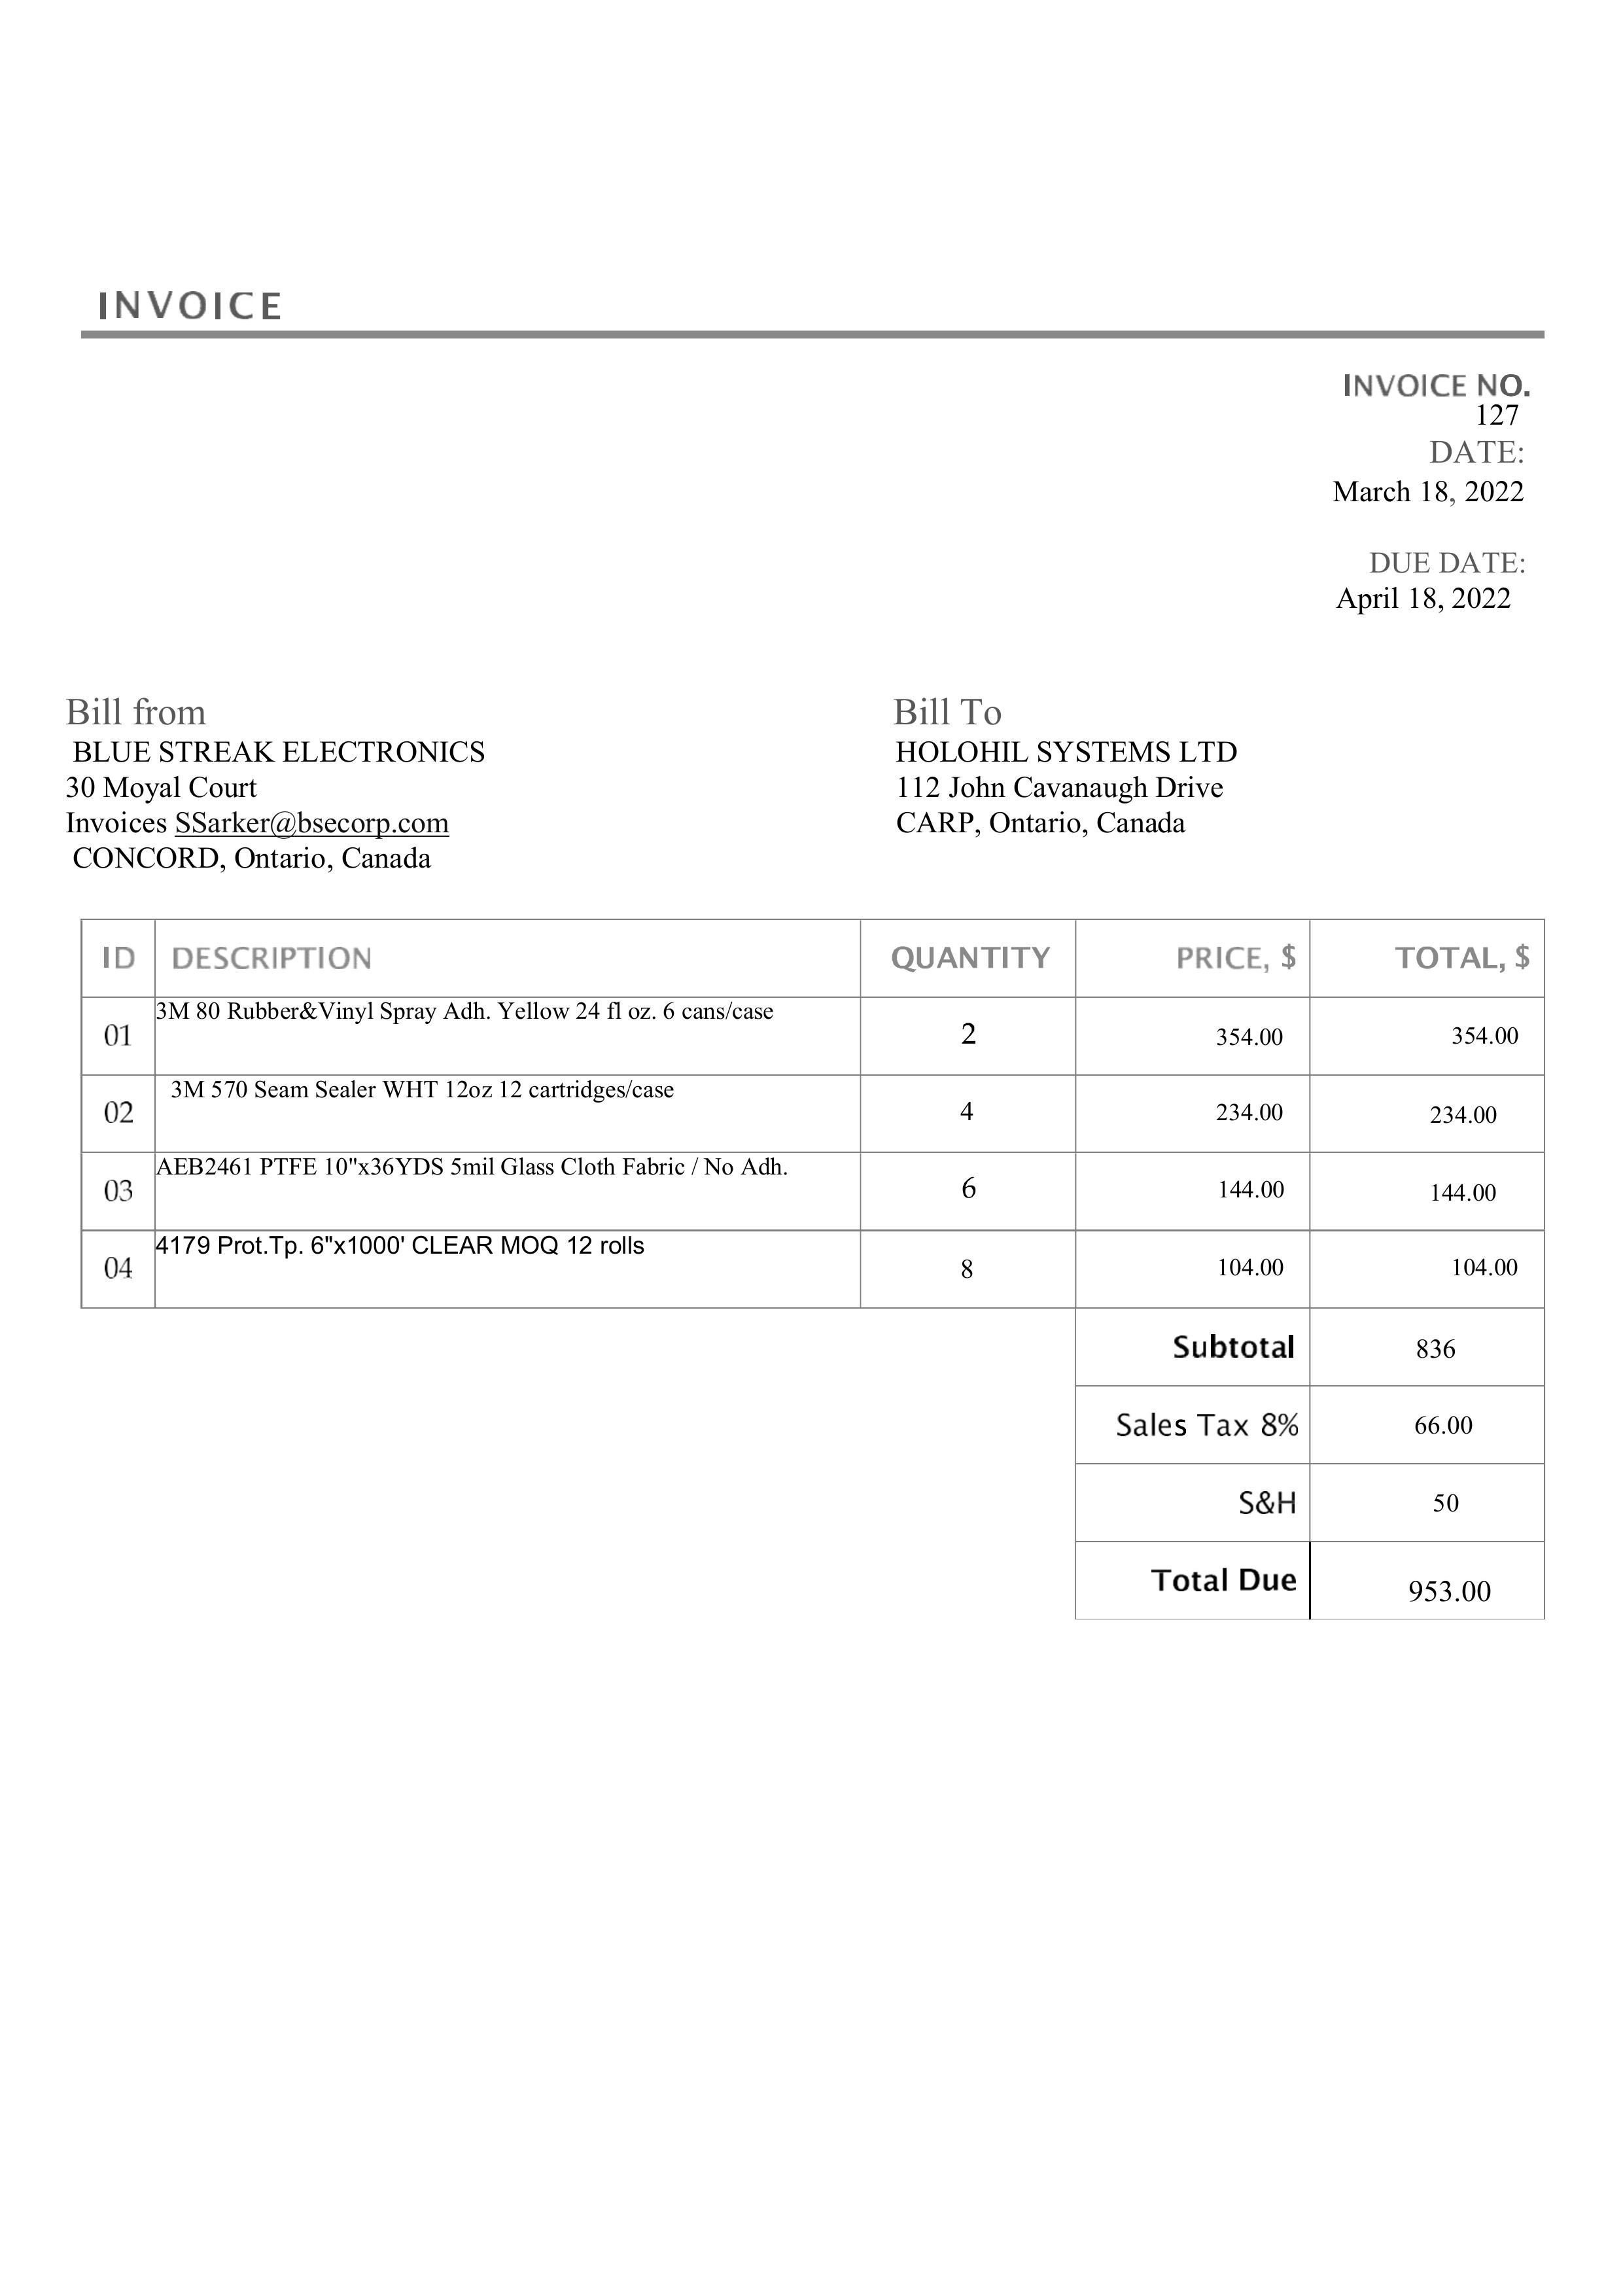 INVOICE
INVOICE NO.
127
DATE:
March 18, 2022
DUE DATE:
April 18, 2022
Bill from
BLUE STREAK ELECTRONICS
30 Moyal Court
Invoices SSarker@bsecorp.com
CONCORD, Ontario, Canada
Bill To
HOLOHIL SYSTEMS LTD
112 John Cavanaugh Drive
CARP, Ontario, Canada
ID DESCRIPTION QUANTITY PRICE, $ TOTAL, $
01 3M 80 Rubber&Vinyl Spray Adh. Yellow 24 fl oz. 6 cans/case 2 354.00 354.00
02 3M 570 Seam Sealer WHT 12oz 12 cartridges/case 4 234.00 234.00
03 AEB2461 PTFE 10"x36YDS 5mil Glass Cloth Fabric / No Adh. 6 144.00 144.00
04 4179 Prot.Tp. 6"x1000' CLEAR MOQ 12 rolls 8 104.00 104.00
Subtotal 836
Sales Tax 8% 66.00
S&H 50
Total Due 953.00